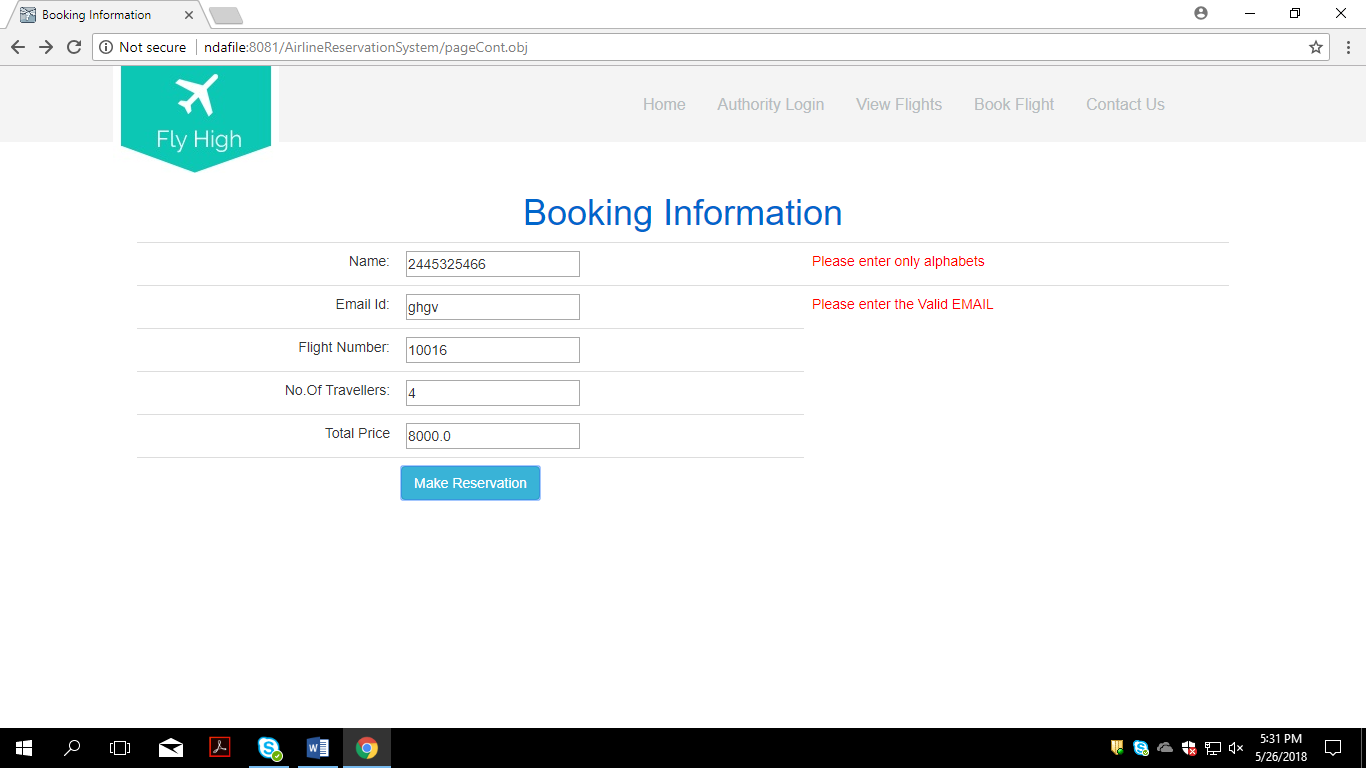 Booking Information
Not secure ndafile:8081/AirlineReservationSystem/pageCont.obj
Fly High
Home Authority Login View Flights Book Flight Contact Us
Booking Information
Name: 2445325466 Please enter only alphabets
Email Id: ghgv Please enter the Valid EMAIL
Flight Number: 10016
No.Of Travellers: 4
Total Price 8000.0
Make Reservation
5:31 PM
5/26/2018